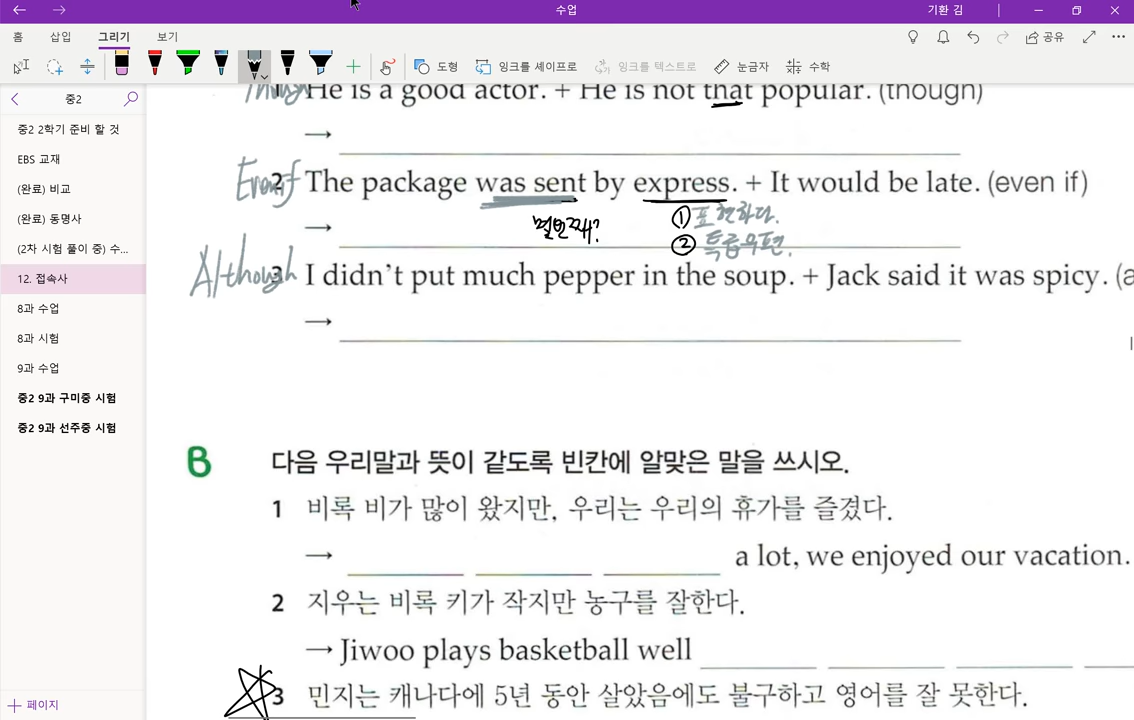 수업
기환 김
홈 삽입 그리기 보기
공유
도형 잉크를 셰이프로 잉크를 텍스트로 눈금자 수학
중2
중2 2학기 준비 할 것
EBS 교재
(완료) 비교
(완료) 동명사
(2차 시험 풀이 중) 수...
12. 접속사
8과 수업
8과 시험
9과 수업
중2 9과 구미중 시험
중2 9과 선주중 시험
페이지
Though He is a good actor. + He is not that popular. (though)
→
Even if 2 The package was sent by express. + It would be late. (even if)
→ 멀입꽈?
① 표현하다.
② 특급우편.
Although 3 I didn't put much pepper in the soup. + Jack said it was spicy. (a
→
B 다음 우리말과 뜻이 같도록 빈칸에 알맞은 말을 쓰시오.
1 비록 비가 많이 왔지만, 우리는 우리의 휴가를 즐겼다.
→ a lot, we enjoyed our vacation.
2 지우는 비록 키가 작지만 농구를 잘한다.
→ Jiwoo plays basketball well
3 민지는 캐나다에 5년 동안 살았음에도 불구하고 영어를 잘 못한다.